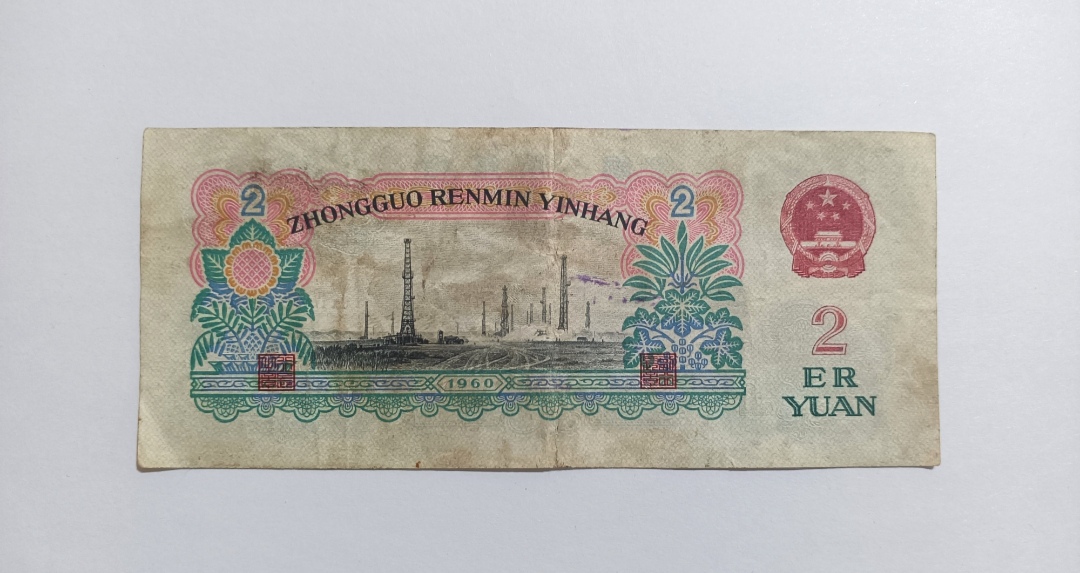 2 ZHONGGUO RENMIN YINHANG 2
1960
2
ER
YUAN